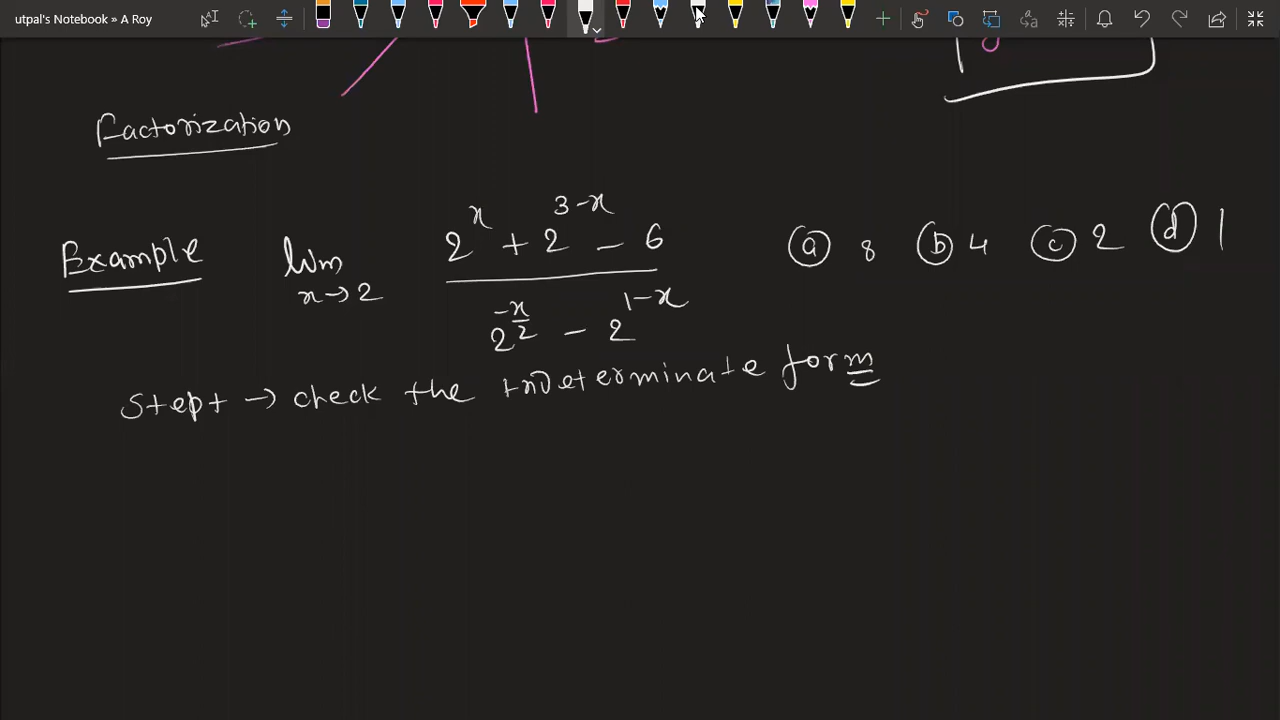 utpal's Notebook » A Roy
Factorization
Example lim x→2 (2^x + 2^(3-x) - 6) / (2^(-x/2) - 2^(1-x)) (a) 8 (b) 4 (c) 2 (d) 1
Step1 → check the Indeterminate form